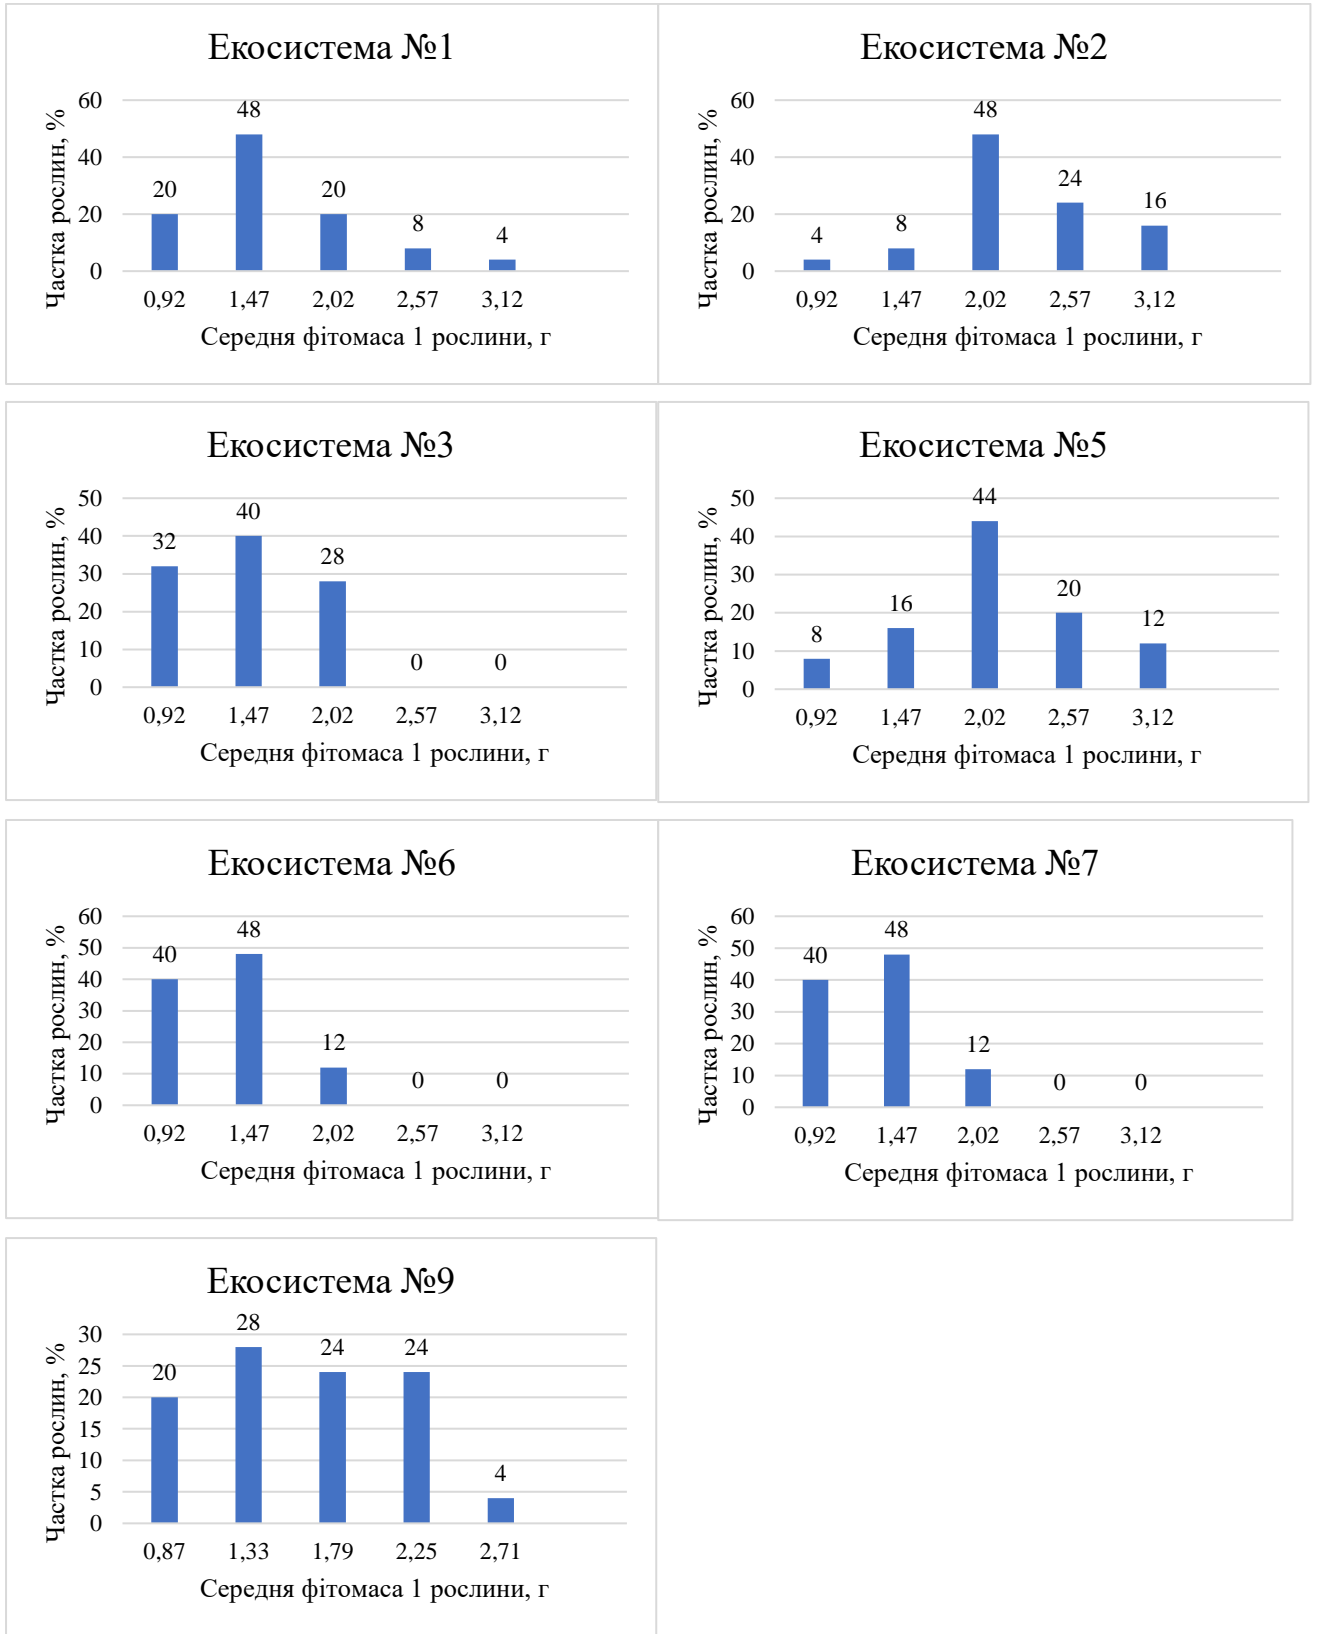 Екосистема №1
Частка рослин, %
60
40
20
0
20
48
20
8
4
0,92 1,47 2,02 2,57 3,12
Середня фітомаса 1 рослини, г
Екосистема №2
Частка рослин, %
60
40
20
0
4
8
48
24
16
0,92 1,47 2,02 2,57 3,12
Середня фітомаса 1 рослини, г
Екосистема №3
Частка рослин, %
50
40
30
20
10
0
32
40
28
0
0
0,92 1,47 2,02 2,57 3,12
Середня фітомаса 1 рослини, г
Екосистема №5
Частка рослин, %
50
40
30
20
10
0
8
16
44
20
12
0,92 1,47 2,02 2,57 3,12
Середня фітомаса 1 рослини, г
Екосистема №6
Частка рослин, %
60
50
40
30
20
10
0
40
48
12
0
0
0,92 1,47 2,02 2,57 3,12
Середня фітомаса 1 рослини, г
Екосистема №7
Частка рослин, %
60
50
40
30
20
10
0
40
48
12
0
0
0,92 1,47 2,02 2,57 3,12
Середня фітомаса 1 рослини, г
Екосистема №9
Частка рослин, %
30
25
20
15
10
5
0
20
28
24
24
4
0,87 1,33 1,79 2,25 2,71
Середня фітомаса 1 рослини, г